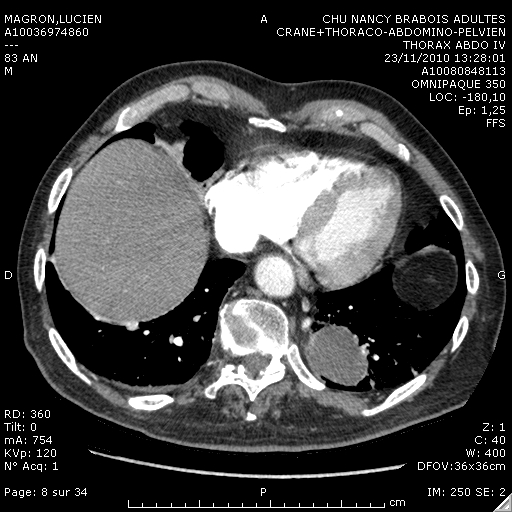 MAGRON,LUCIEN
A10036974860
---
83 AN
M
A
CHU NANCY BRABOIS ADULTES
CRANE+THORACO-ABDOMINO-PELVIEN
THORAX ABDO IV
23/11/2010 13:28:01
A10080848113
OMNIPAQUE 350
LOC: -180,10
Ep: 1,25
FFS
D
G
RD: 360
Tilt: 0
mA: 754
KVp: 120
N° Acq: 1
Page: 8 sur 34
P
cm
Z: 1
C: 40
W: 400
DFOV:36x36cm
IM: 250 SE: 2